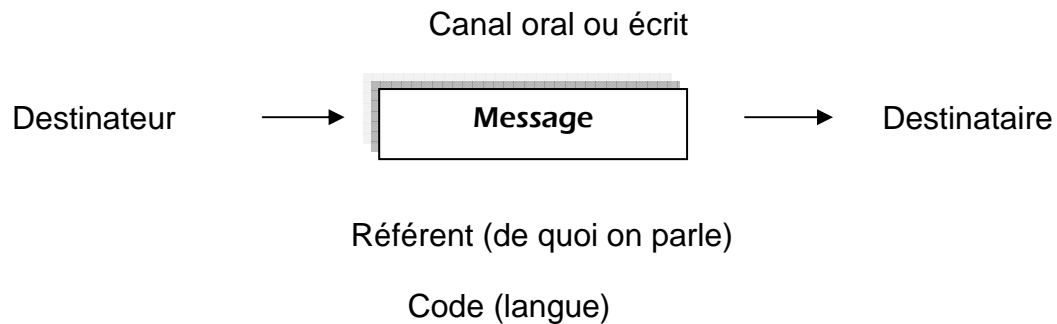 Canal oral ou écrit
Destinateur Message Destinataire
Référent (de quoi on parle)
Code (langue)